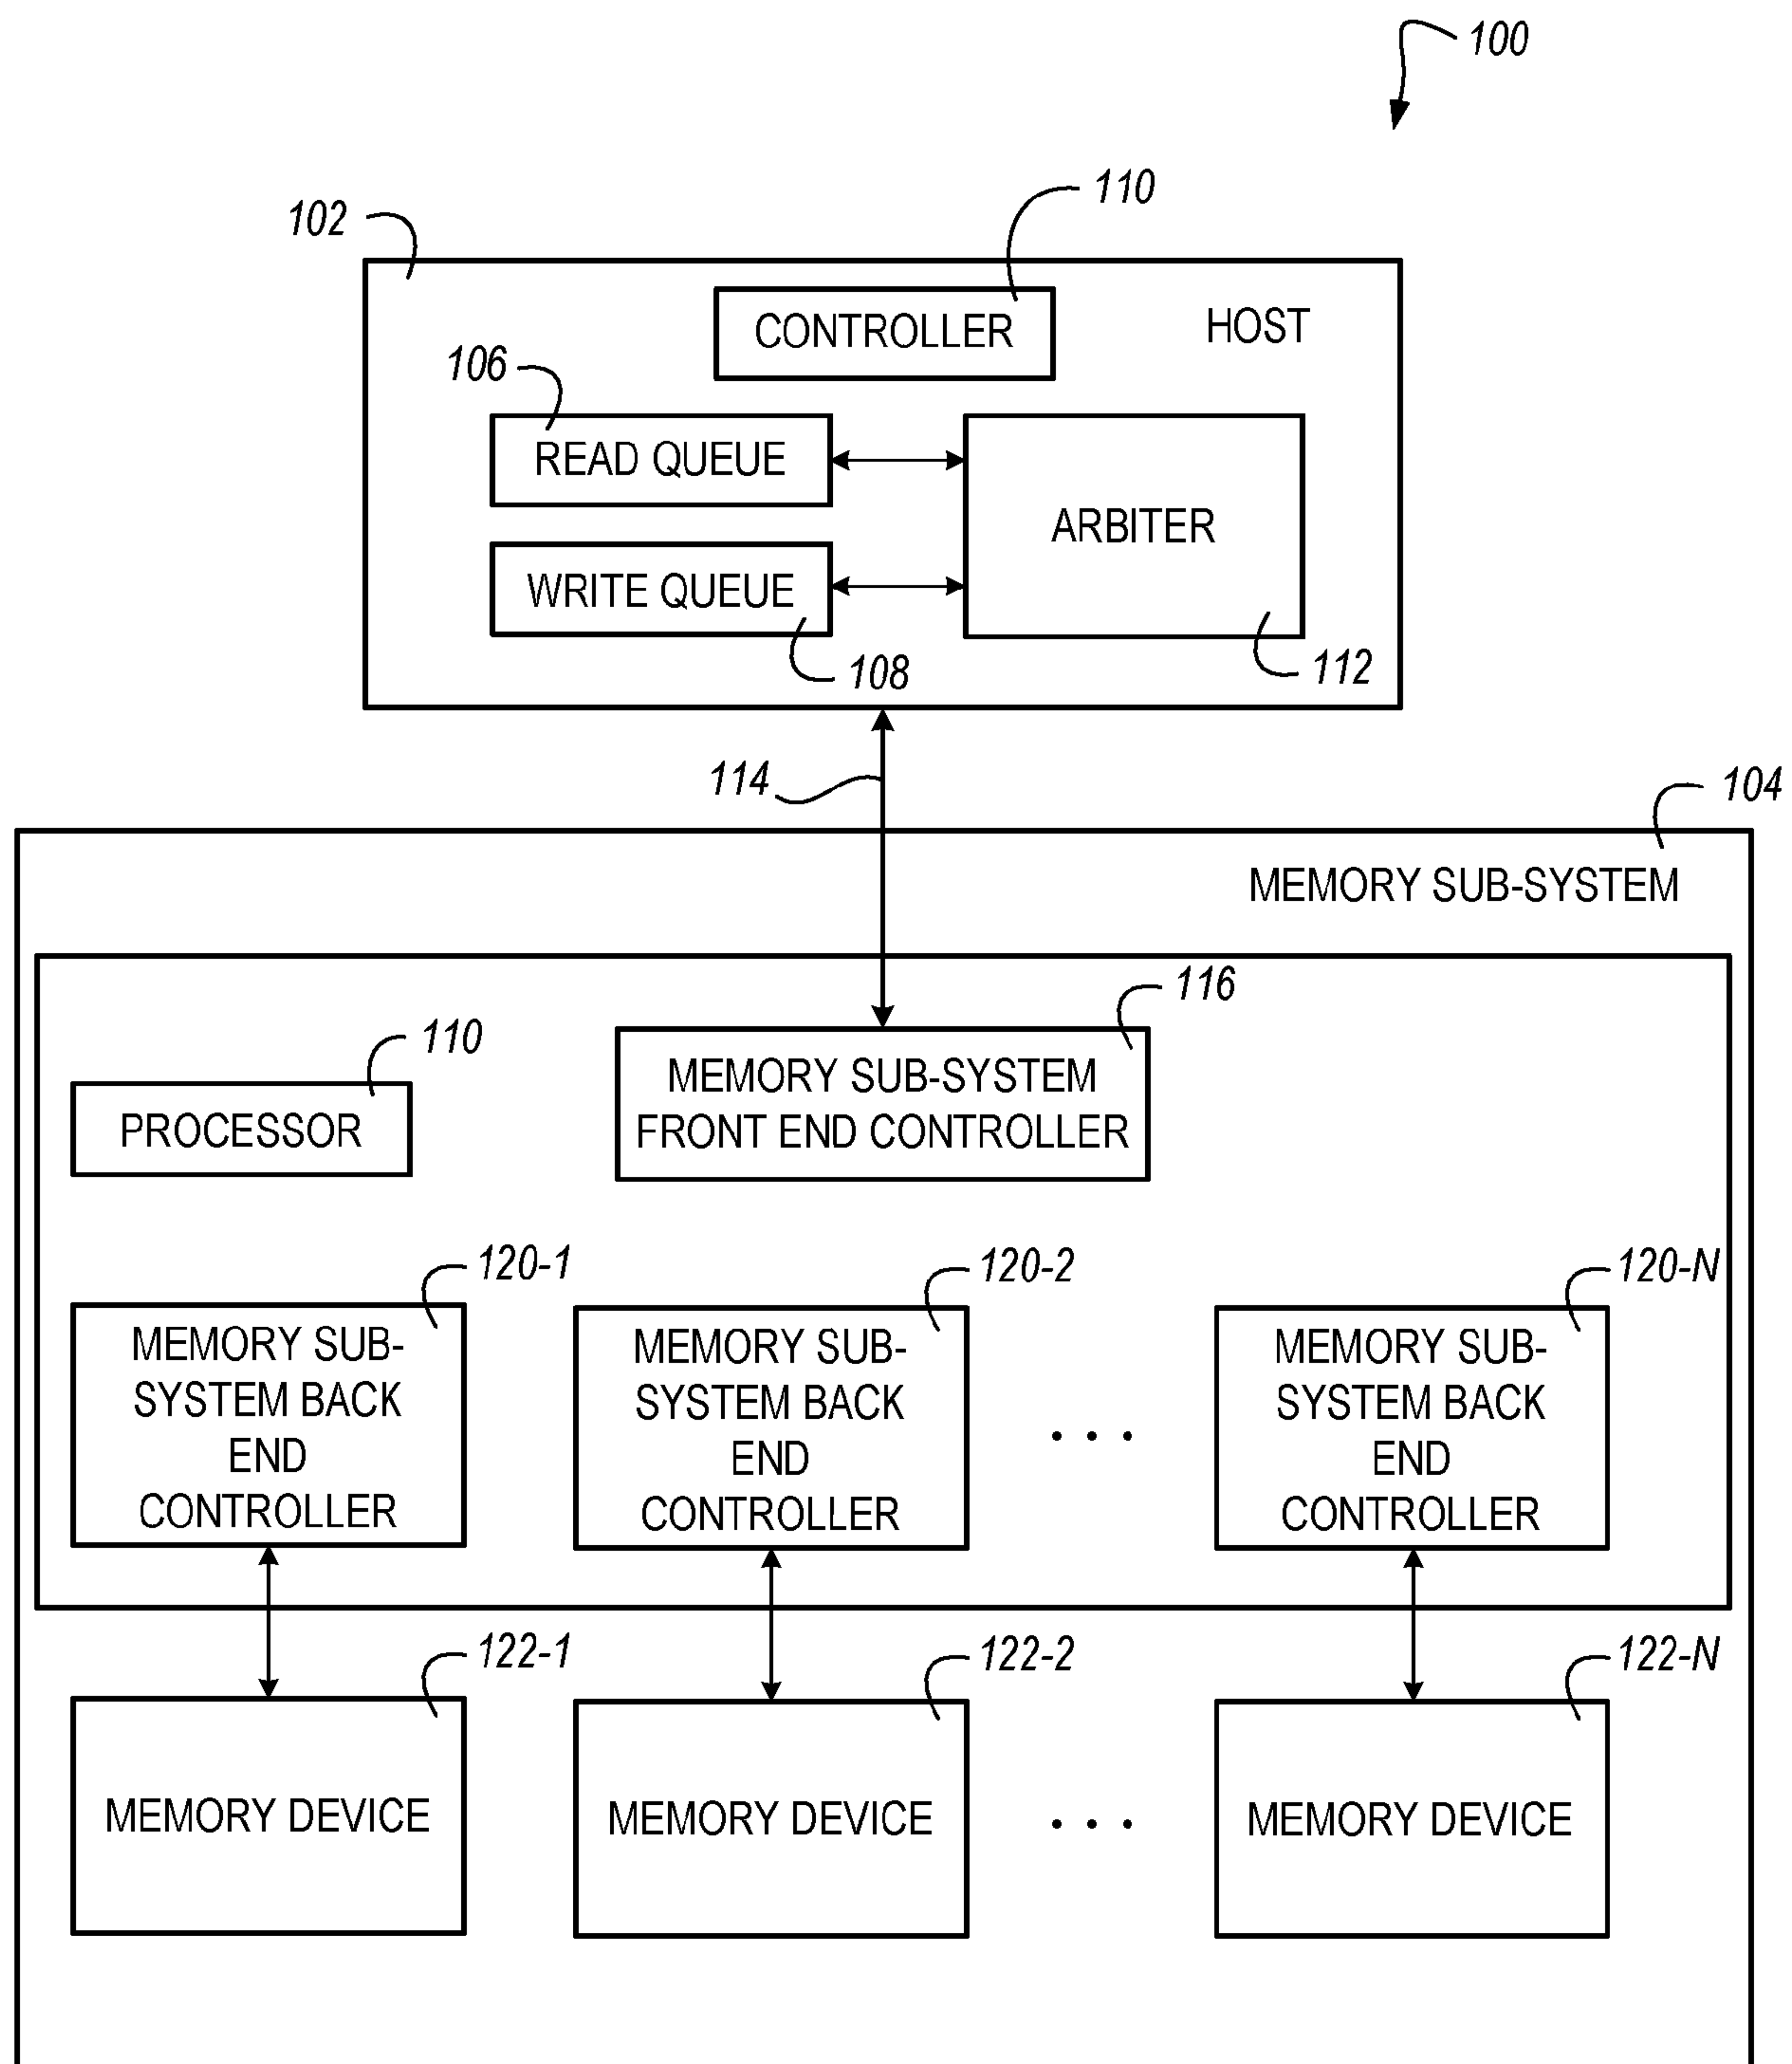 100
110
102
CONTROLLER
HOST
106
READ QUEUE
ARBITER
WRITE QUEUE
108
112
114
104
MEMORY SUB-SYSTEM
116
110
MEMORY SUB-SYSTEM
FRONT END CONTROLLER
PROCESSOR
120-1
120-2
120-N
MEMORY SUB-
SYSTEM BACK
END
CONTROLLER
MEMORY SUB-
SYSTEM BACK
END
CONTROLLER
. . .
MEMORY SUB-
SYSTEM BACK
END
CONTROLLER
122-1
122-2
122-N
MEMORY DEVICE
MEMORY DEVICE
. . .
MEMORY DEVICE